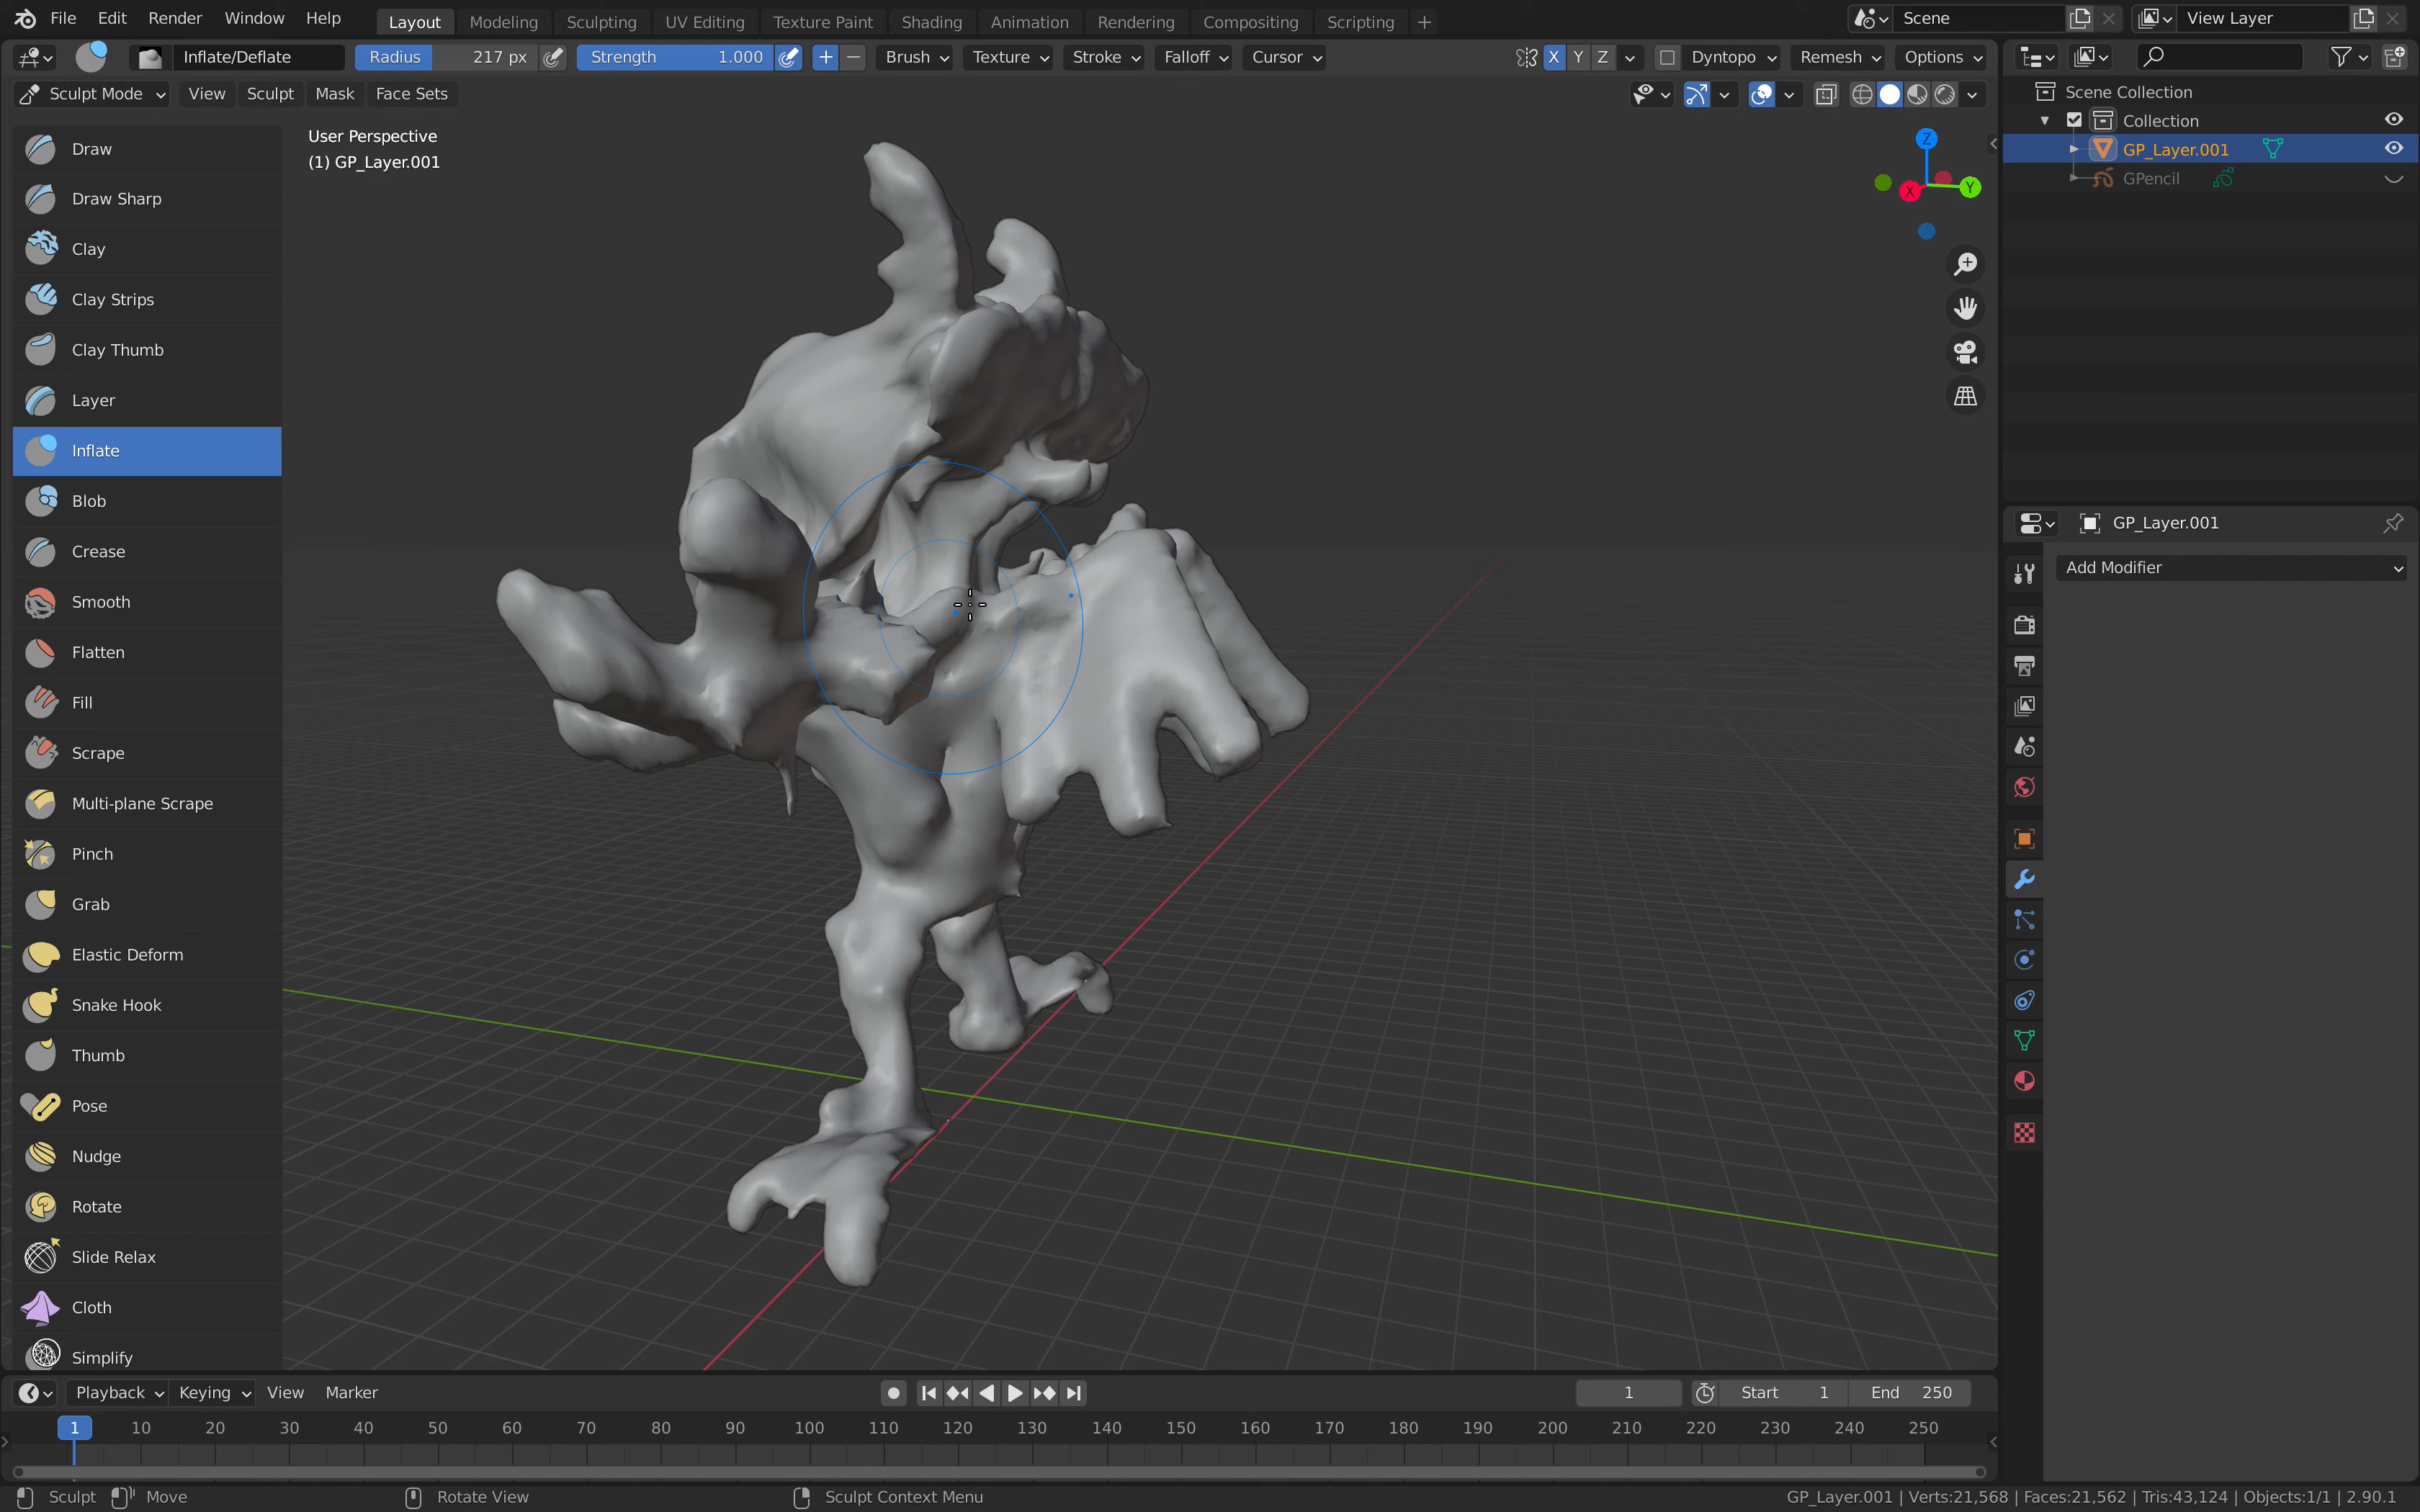 File Edit Render Window Help Layout Modeling Sculpting UV Editing Texture Paint Shading Animation Rendering Compositing Scripting + Scene View Layer
Inflate/Deflate Radius 217 px Strength 1.000 + − Brush Texture Stroke Falloff Cursor X Y Z Dyntopo Remesh Options
Sculpt Mode View Sculpt Mask Face Sets
User Perspective
(1) GP_Layer.001
Z
Y
X
Draw
Draw Sharp
Clay
Clay Strips
Clay Thumb
Layer
Inflate
Blob
Crease
Smooth
Flatten
Fill
Scrape
Multi-plane Scrape
Pinch
Grab
Elastic Deform
Snake Hook
Thumb
Pose
Nudge
Rotate
Slide Relax
Cloth
Simplify
Scene Collection
Collection
GP_Layer.001
GPencil
GP_Layer.001
Add Modifier
Playback Keying View Marker 1 Start 1 End 250
1 10 20 30 40 50 60 70 80 90 100 110 120 130 140 150 160 170 180 190 200 210 220 230 240 250
Sculpt Move Rotate View Sculpt Context Menu GP_Layer.001 | Verts:21,568 | Faces:21,562 | Tris:43,124 | Objects:1/1 | 2.90.1